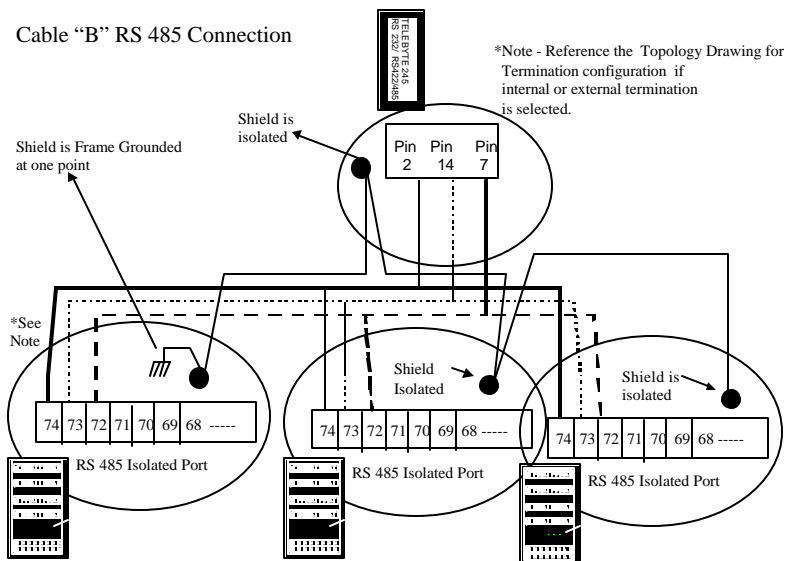 Cable “B” RS 485 Connection
TELEBYTE 245
RS 232/ RS422/485
*Note - Reference the Topology Drawing for
Termination configuration if
internal or external termination
is selected.
Shield is
isolated
Shield is Frame Grounded
at one point
Pin Pin Pin
2 14 7
*See
Note
Shield
Isolated
Shield is
isolated
74 73 72 71 70 69 68 -----
74 73 72 71 70 69 68 -----
74 73 72 71 70 69 68 -----
RS 485 Isolated Port
RS 485 Isolated Port
RS 485 Isolated Port